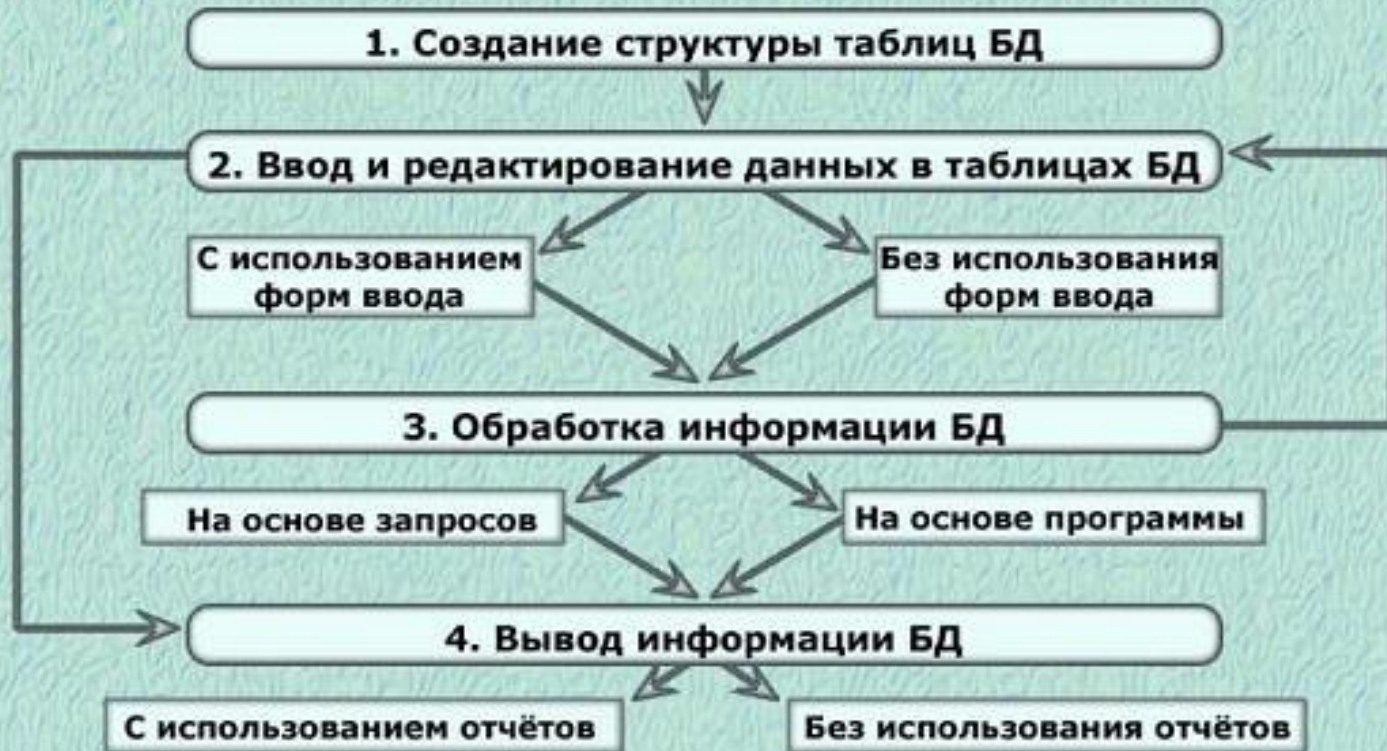 1. Создание структуры таблиц БД
2. Ввод и редактирование данных в таблицах БД
С использованием
форм ввода
Без использования
форм ввода
3. Обработка информации БД
На основе запросов
На основе программы
4. Вывод информации БД
С использованием отчётов
Без использования отчётов